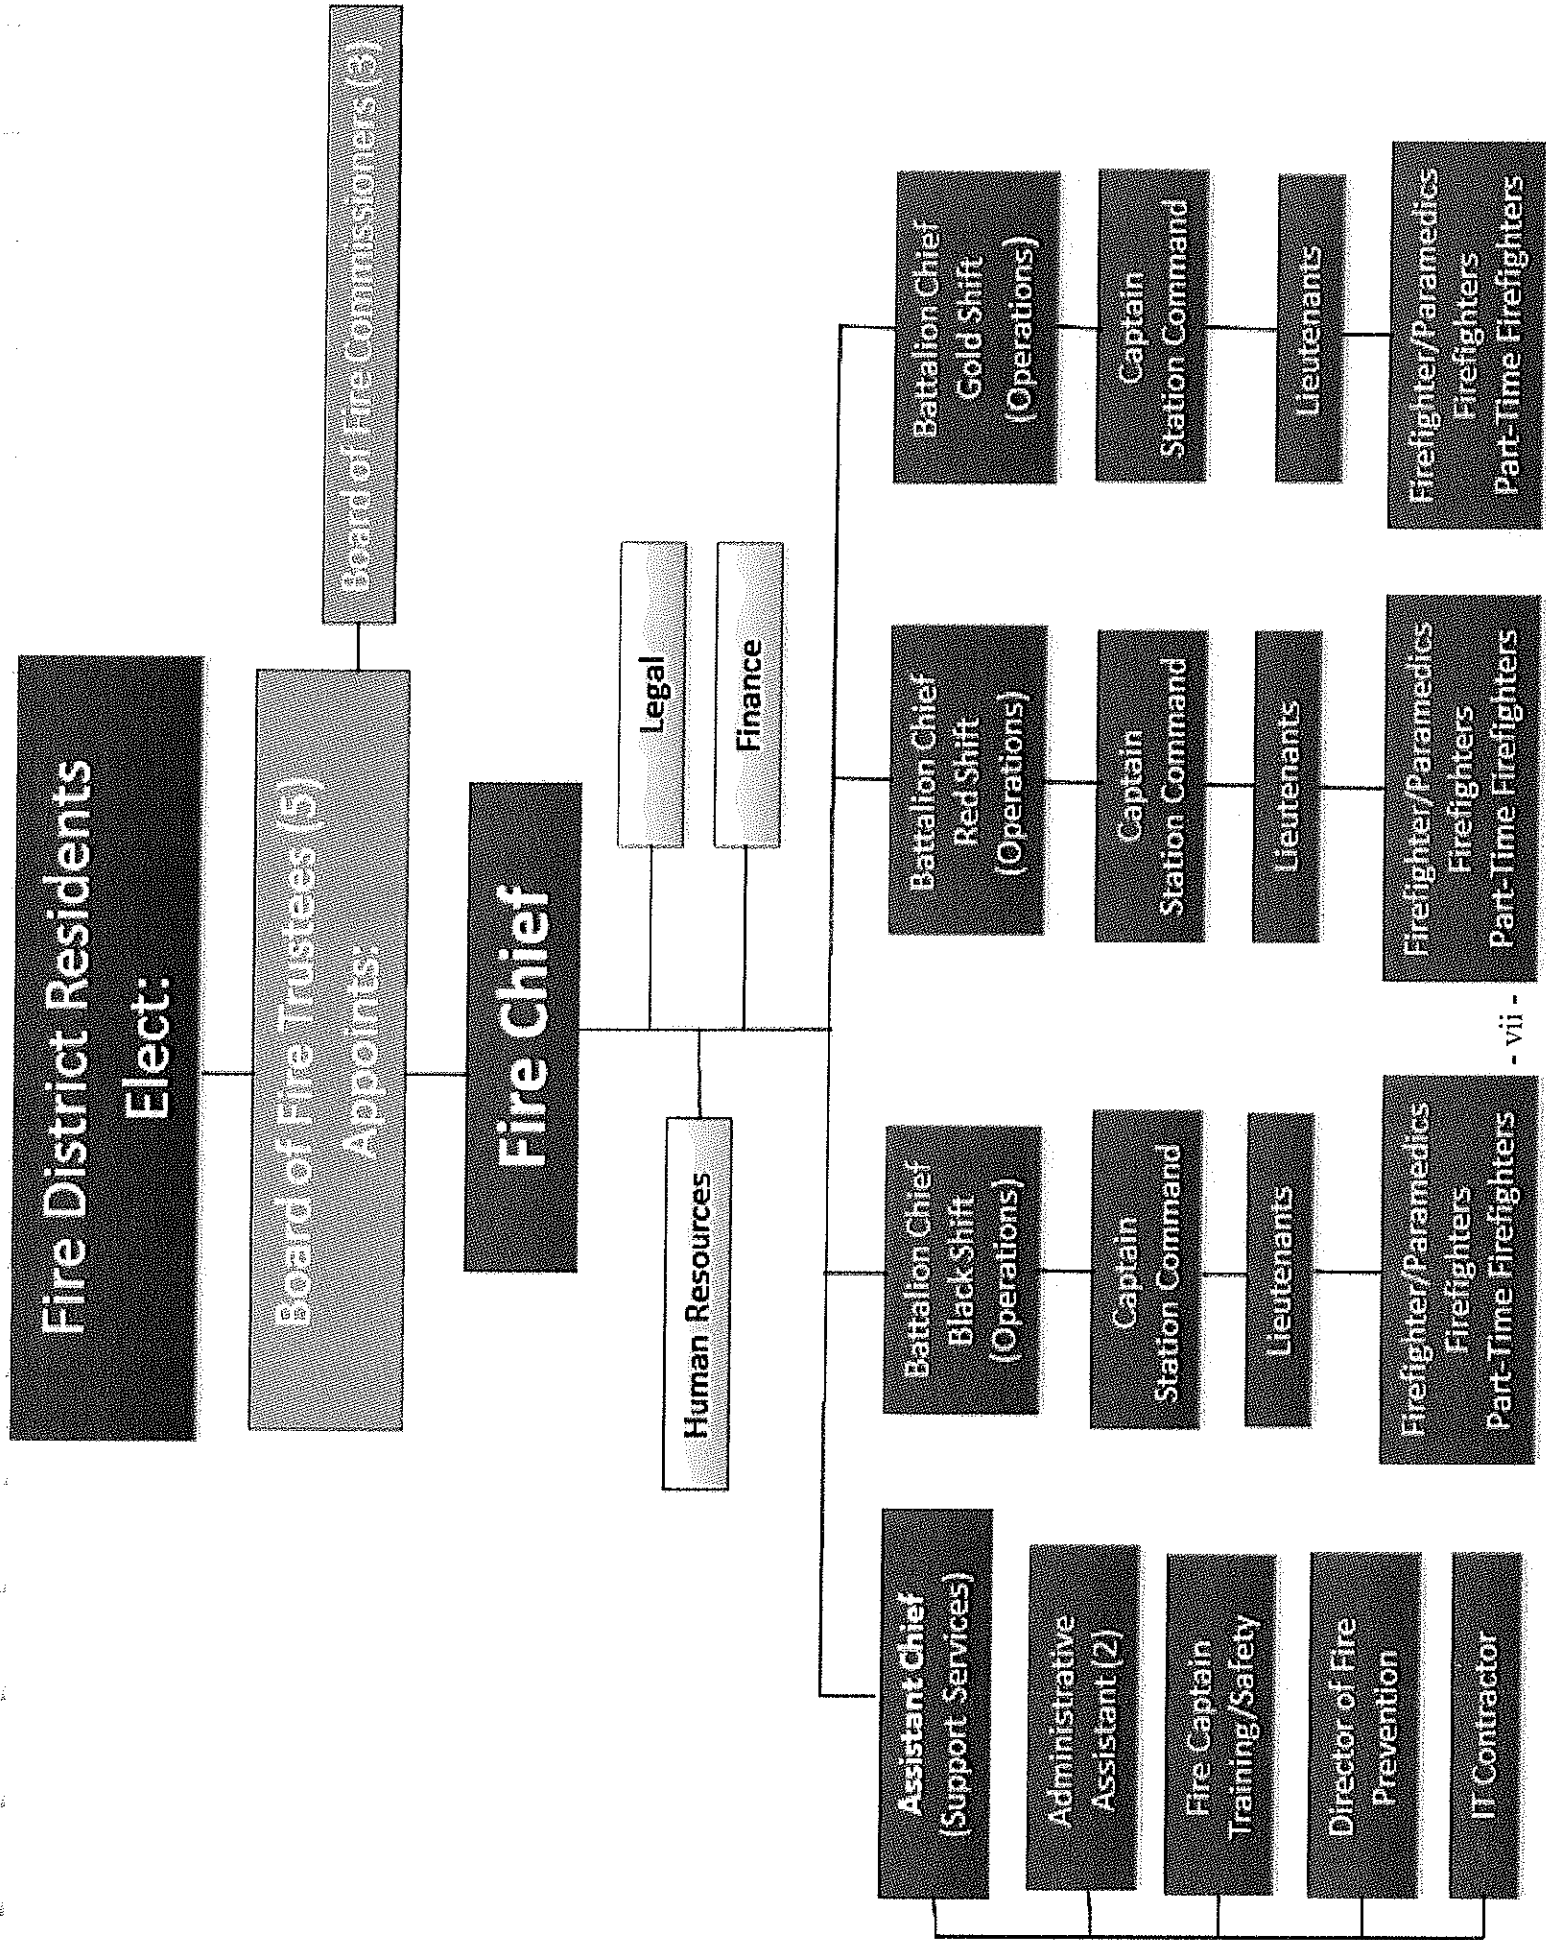 Fire District Residents
Elect:
Board of Fire Trustees (5)
Appoints:
Board of Fire Commissioners (3)
Fire Chief
Legal
Human Resources
Finance
Assistant Chief
(Support Services)
Administrative
Assistant (2)
Fire Captain
Training/Safety
Director of Fire
Prevention
IT Contractor
Battalion Chief
Black Shift
(Operations)
Captain
Station Command
Lieutenants
Firefighter/Paramedics
Firefighters
Part-Time Firefighters
Battalion Chief
Red Shift
(Operations)
Captain
Station Command
Lieutenants
Firefighter/Paramedics
Firefighters
Part-Time Firefighters
Battalion Chief
Gold Shift
(Operations)
Captain
Station Command
Lieutenants
Firefighter/Paramedics
Firefighters
Part-Time Firefighters
- vii -